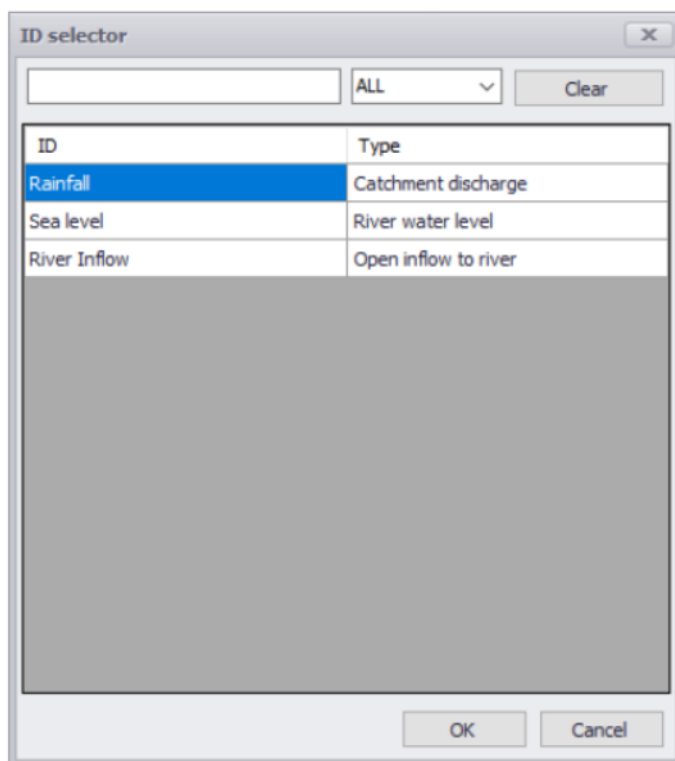 ID selector
ALL Clear
ID Type
Rainfall Catchment discharge
Sea level River water level
River Inflow Open inflow to river
OK Cancel